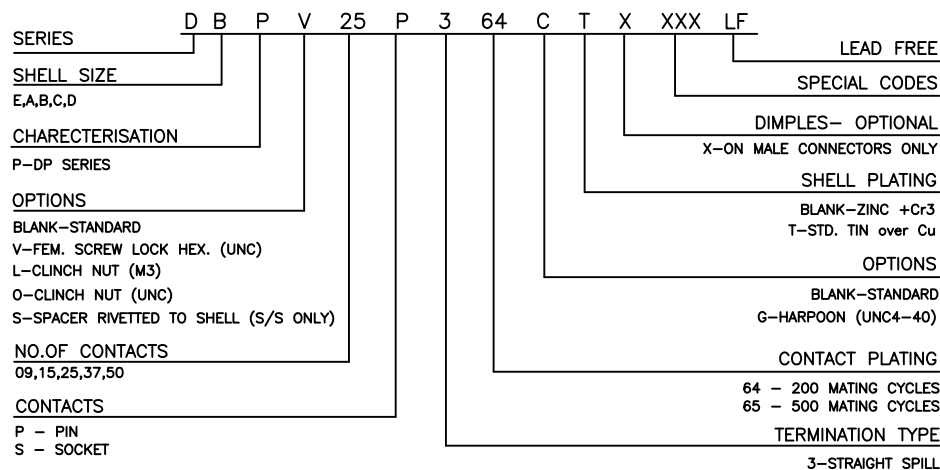 D B P V 25 P 3 64 C T X XXX LF
SERIES
SHELL SIZE
E,A,B,C,D
CHARECTERISATION
P-DP SERIES
OPTIONS
BLANK-STANDARD
V-FEM. SCREW LOCK HEX. (UNC)
L-CLINCH NUT (M3)
O-CLINCH NUT (UNC)
S-SPACER RIVETTED TO SHELL (S/S ONLY)
NO.OF CONTACTS
09,15,25,37,50
CONTACTS
P - PIN
S - SOCKET
LEAD FREE
SPECIAL CODES
DIMPLES- OPTIONAL
X-ON MALE CONNECTORS ONLY
SHELL PLATING
BLANK-ZINC +Cr3
T-STD. TIN over Cu
OPTIONS
BLANK-STANDARD
G-HARPOON (UNC4-40)
CONTACT PLATING
64 - 200 MATING CYCLES
65 - 500 MATING CYCLES
TERMINATION TYPE
3-STRAIGHT SPILL